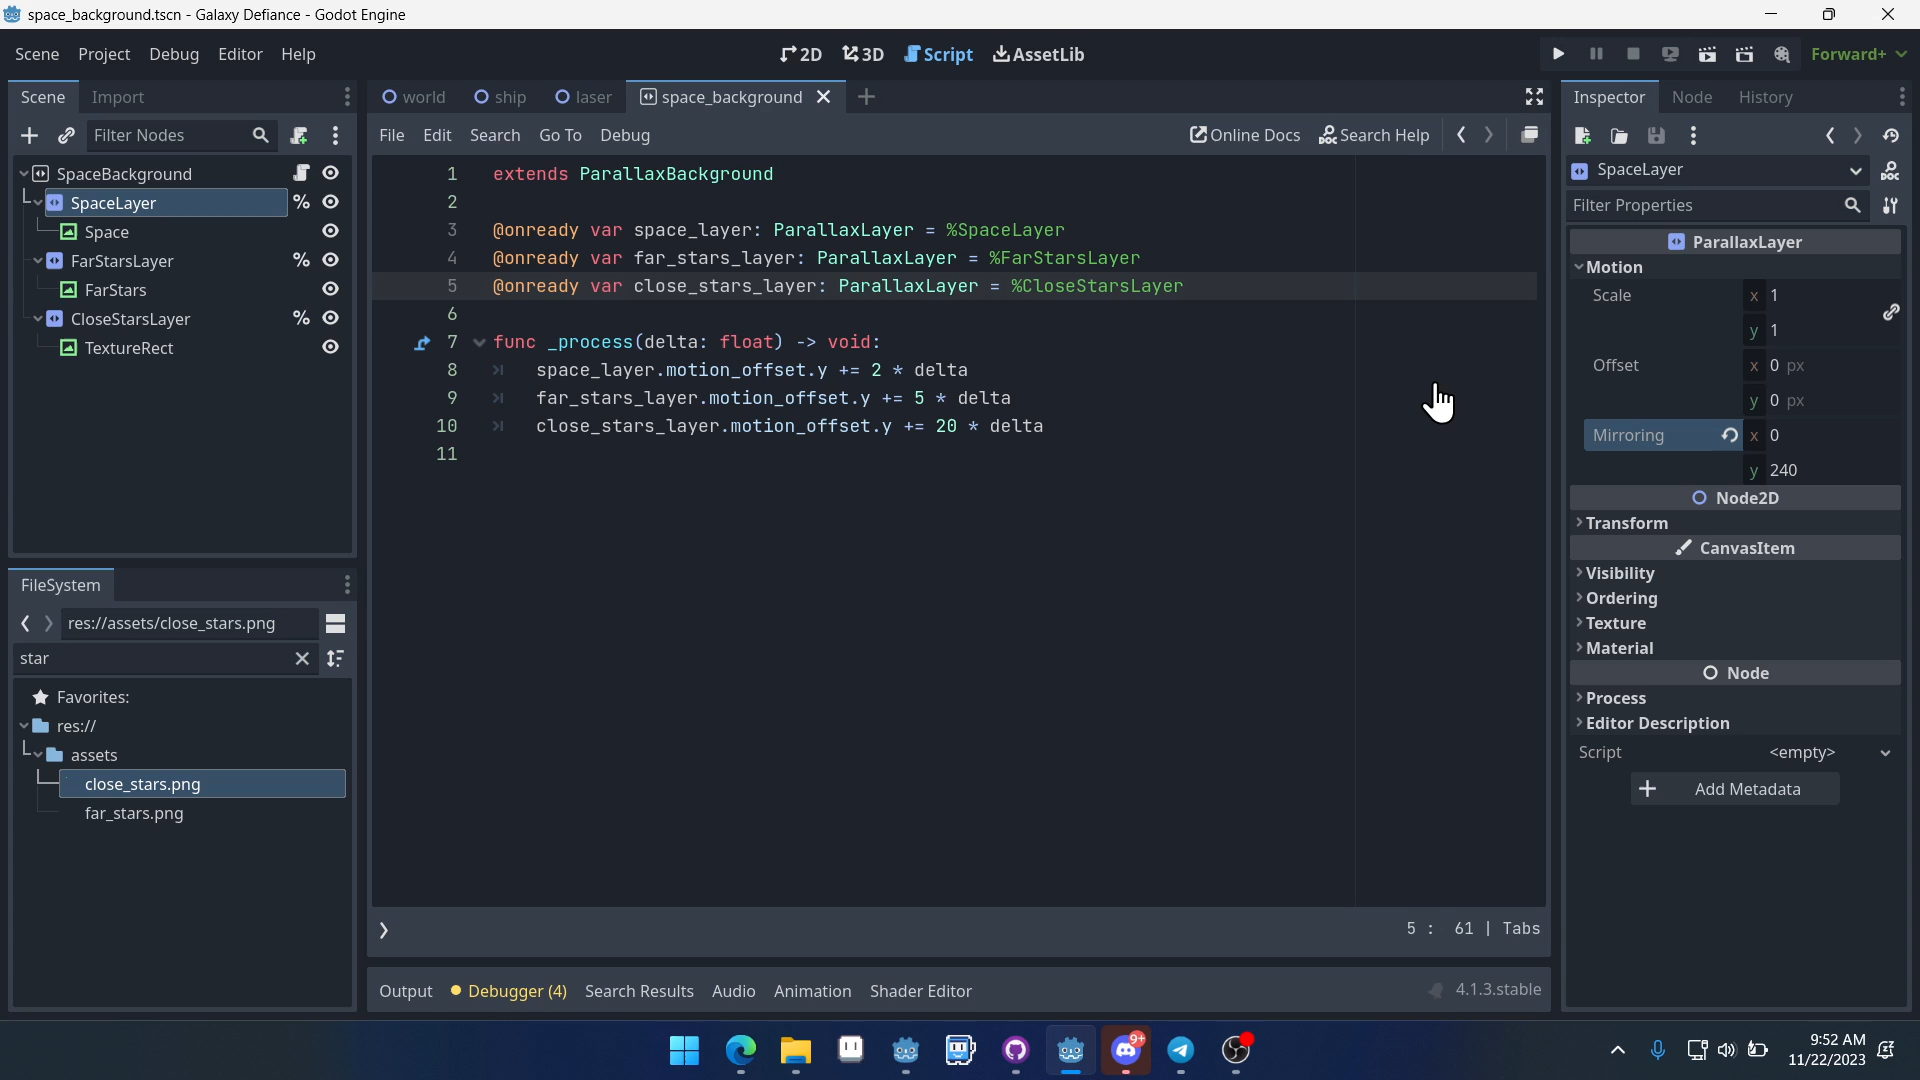 space_background.tscn - Galaxy Defiance - Godot Engine
Scene Project Debug Editor Help
2D 3D Script AssetLib
Forward+
Scene Import
world ship laser space_background
Inspector Node History
Filter Nodes
File Edit Search Go To Debug
Online Docs Search Help
SpaceBackground
SpaceLayer %
Space
FarStarsLayer %
FarStars
CloseStarsLayer %
TextureRect
1 extends ParallaxBackground
2
3 @onready var space_layer: ParallaxLayer = %SpaceLayer
4 @onready var far_stars_layer: ParallaxLayer = %FarStarsLayer
5 @onready var close_stars_layer: ParallaxLayer = %CloseStarsLayer
6
7 func _process(delta: float) -> void:
8 space_layer.motion_offset.y += 2 * delta
9 far_stars_layer.motion_offset.y += 5 * delta
10 close_stars_layer.motion_offset.y += 20 * delta
11
5 : 61 | Tabs
FileSystem
res://assets/close_stars.png
star
Favorites:
res://
assets
close_stars.png
far_stars.png
SpaceLayer
Filter Properties
ParallaxLayer
Motion
Scale x 1
y 1
Offset x 0 px
y 0 px
Mirroring x 0
y 240
Node2D
Transform
CanvasItem
Visibility
Ordering
Texture
Material
Node
Process
Editor Description
Script <empty>
Add Metadata
Output Debugger (4) Search Results Audio Animation Shader Editor
4.1.3.stable
9+
9:52 AM
11/22/2023